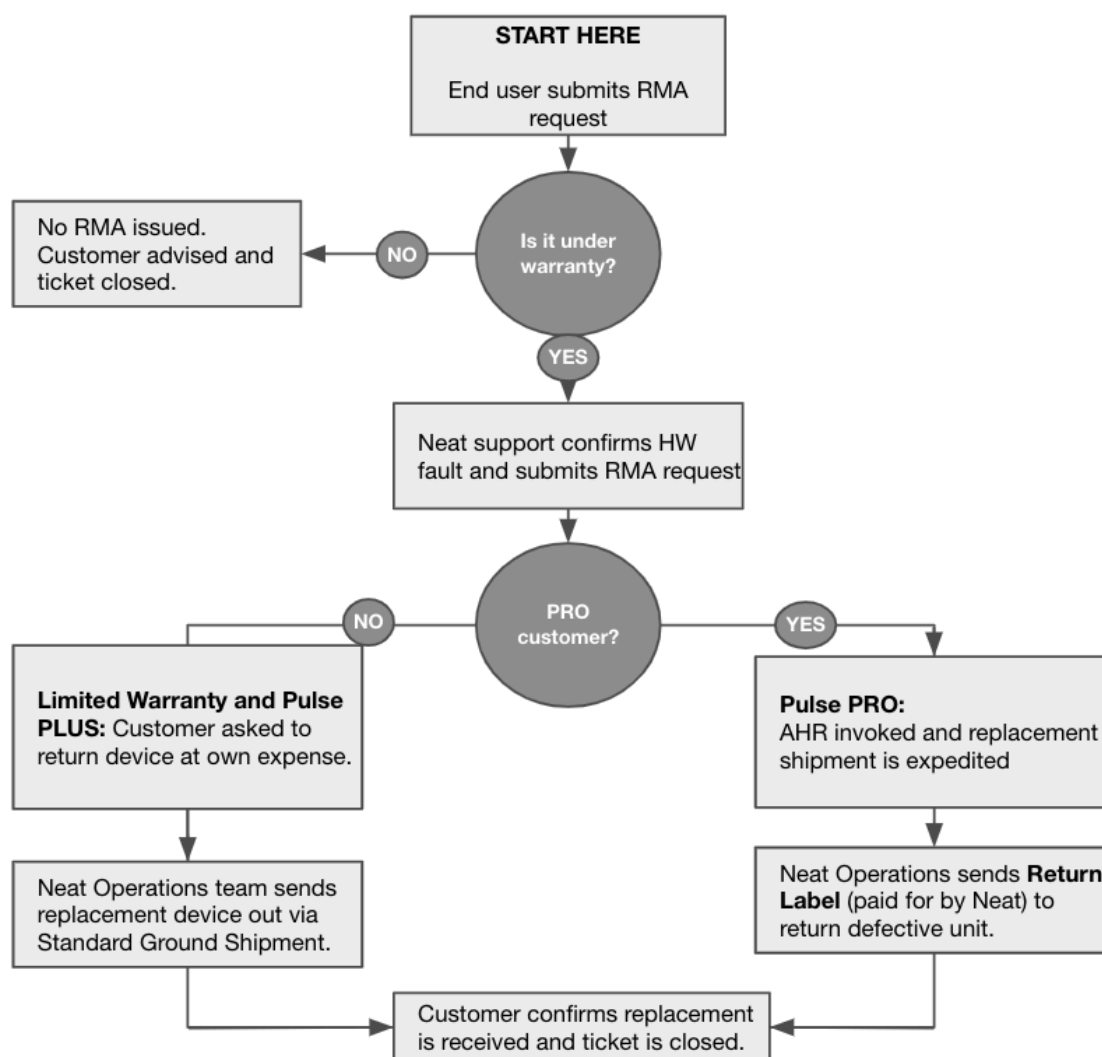 START HERE
End user submits RMA
request
Is it under
warranty?
NO
No RMA issued.
Customer advised and
ticket closed.
YES
Neat support confirms HW
fault and submits RMA request
PRO
customer?
NO
YES
Limited Warranty and Pulse
PLUS: Customer asked to
return device at own expense.
Pulse PRO:
AHR invoked and replacement
shipment is expedited
Neat Operations team sends
replacement device out via
Standard Ground Shipment.
Neat Operations sends Return
Label (paid for by Neat) to
return defective unit.
Customer confirms replacement
is received and ticket is closed.